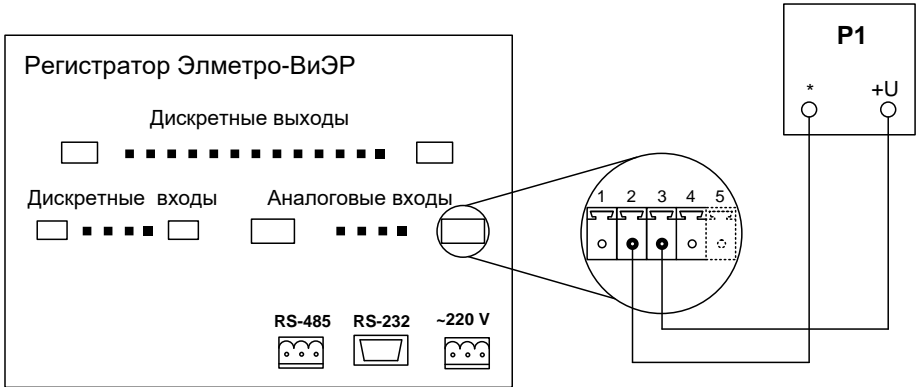 P1
* +U
Регистратор Элметро-ВиЭР
Дискретные выходы
Дискретные входы
Аналоговые входы
1 2 3 4 5
RS-485 RS-232 ~220 V